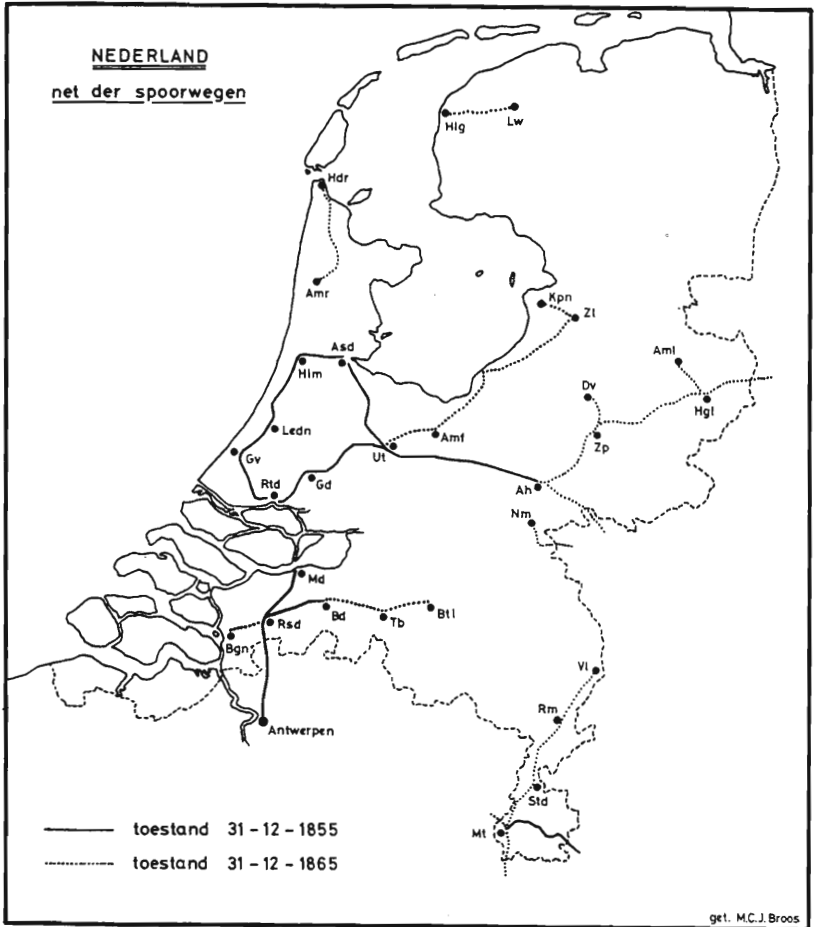 NEDERLAND
net der spoorwegen
Hlg
Lw
Hdr
Amr
Kpn
Zl
Asd
Hlm
Aml
Dv
Hgl
Ledn
Amf
Zp
Gv
Ut
Rtd
Gd
Ah
Nm
Md
Bgn
Rsd
Bd
Tb
Btl
Vl
Rm
Antwerpen
Std
Mt
toestand 31-12-1855
toestand 31-12-1865
get. M.C.J. Broos